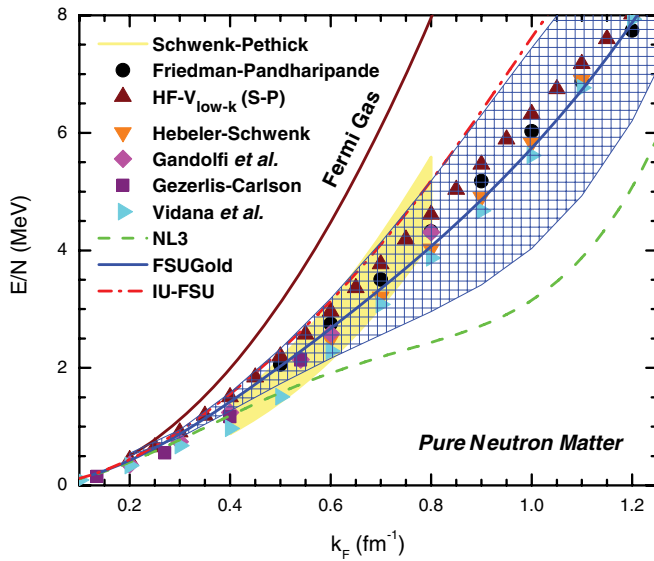 8
6
4
2
0
E/N (MeV)
Schwenk-Pethick
Friedman-Pandharipande
HF-V_low-k (S-P)
Hebeler-Schwenk
Gandolfi et al.
Gezerlis-Carlson
Vidana et al.
NL3
FSUGold
IU-FSU
Fermi Gas
Pure Neutron Matter
0.2 0.4 0.6 0.8 1.0 1.2
k_F (fm⁻¹)